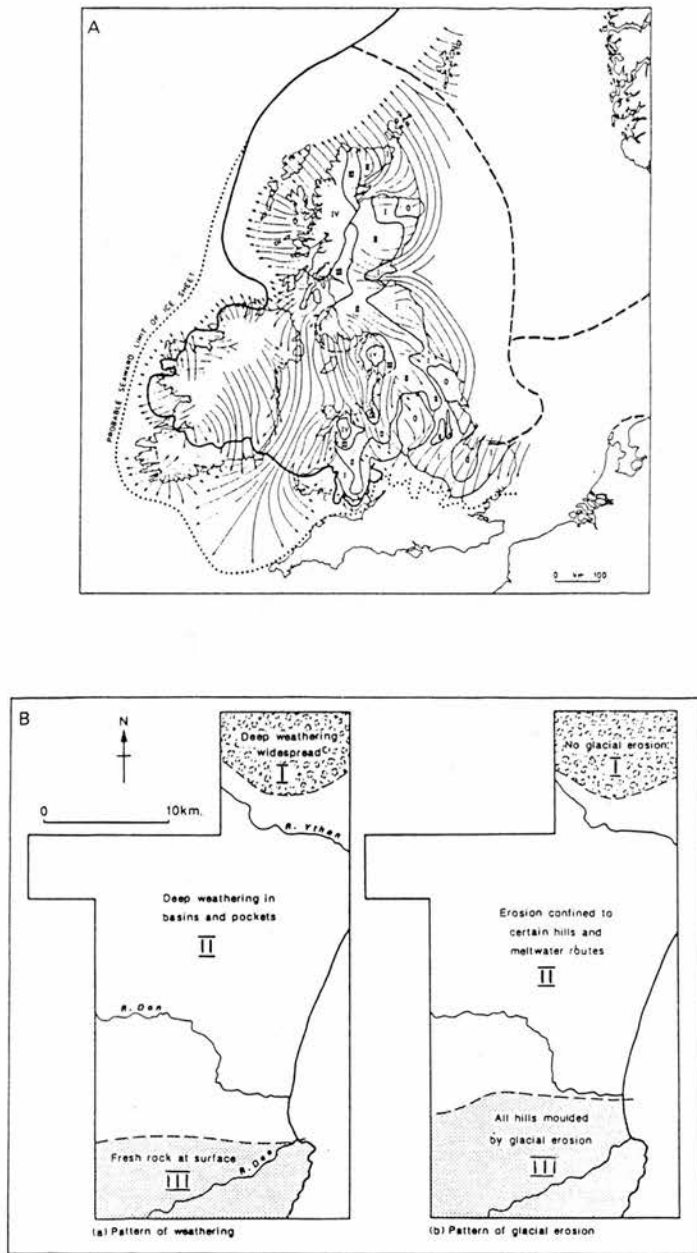 A
PROBABLE SEAWARD LIMIT OF ICE SHEET
IV
0 km 100
B
N
0 10km.
Deep weathering
widespread
I
R. Ythan
Deep weathering in
basins and pockets
II
R. Don
Fresh rock at surface
III
R. Dee
(a) Pattern of weathering
No glacial erosion
I
Erosion confined to
certain hills and
meltwater routes
II
All hills moulded
by glacial erosion
III
(b) Pattern of glacial erosion